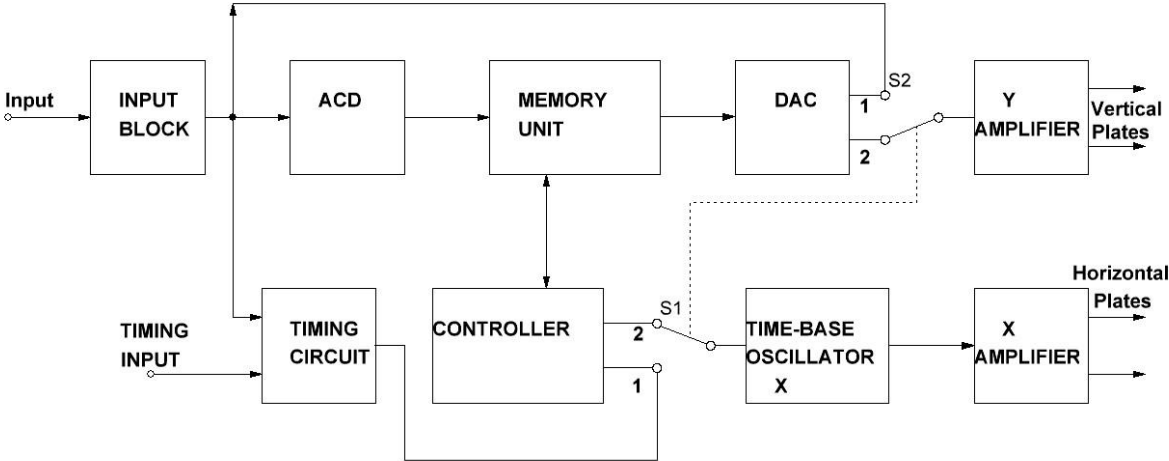 Input
INPUT
BLOCK
ACD
MEMORY
UNIT
DAC
1
S2
2
Y
AMPLIFIER
Vertical
Plates
TIMING
INPUT
TIMING
CIRCUIT
CONTROLLER
2
S1
1
TIME-BASE
OSCILLATOR
X
X
AMPLIFIER
Horizontal
Plates